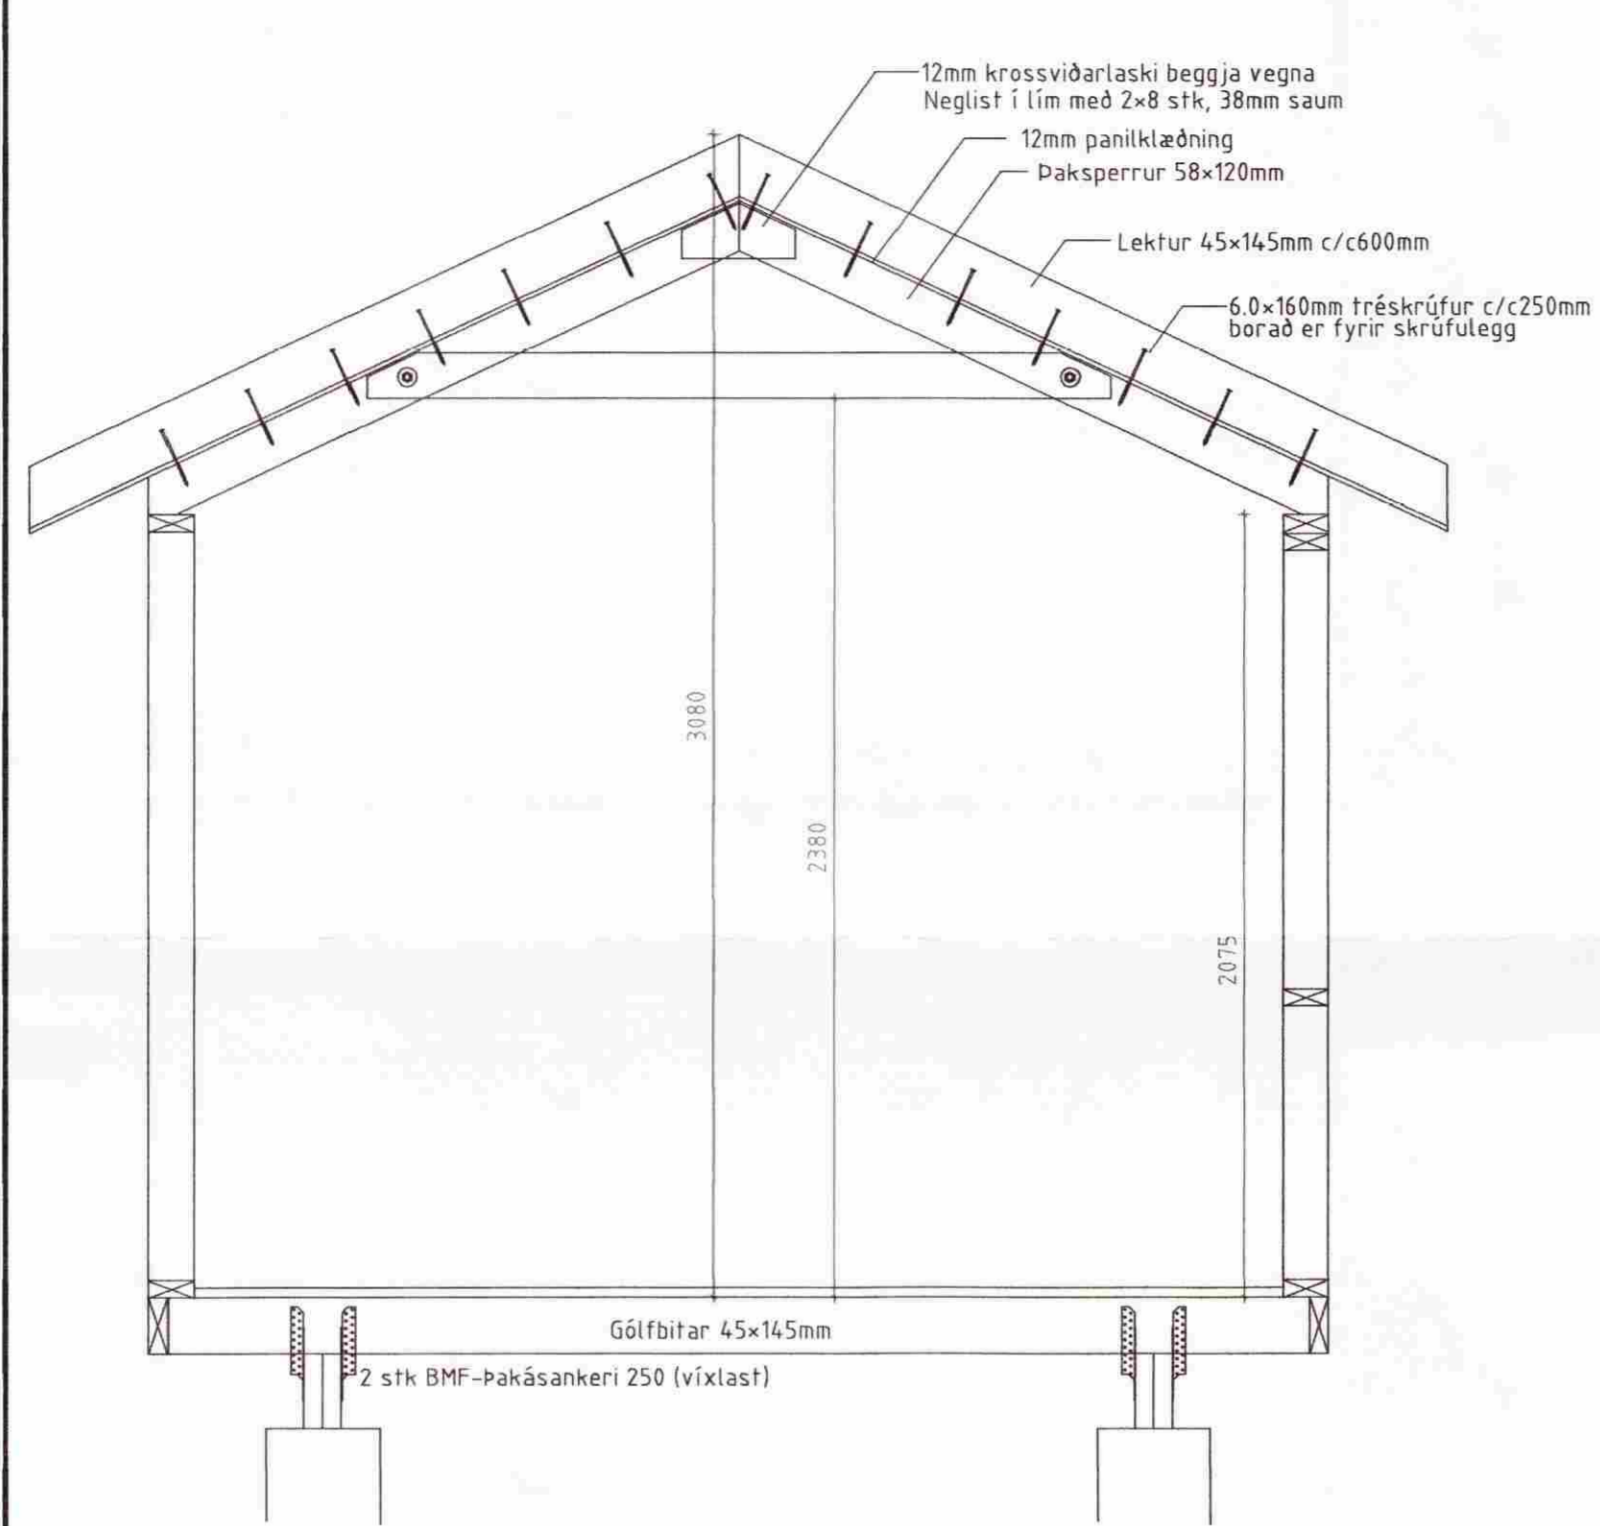 12mm krossviðarlaski beggja vegna
Neglist í lím með 2×8 stk, 38mm saum
12mm panilklæðning
Þaksperrur 58×120mm
Lektur 45×145mm c/c600mm
6.0×160mm tréskrúfur c/c250mm
borað er fyrir skrúfulegg
3080
2380
2075
Gólfbitar 45×145mm
2 stk BMF-Þakásankeri 250 (víxlast)